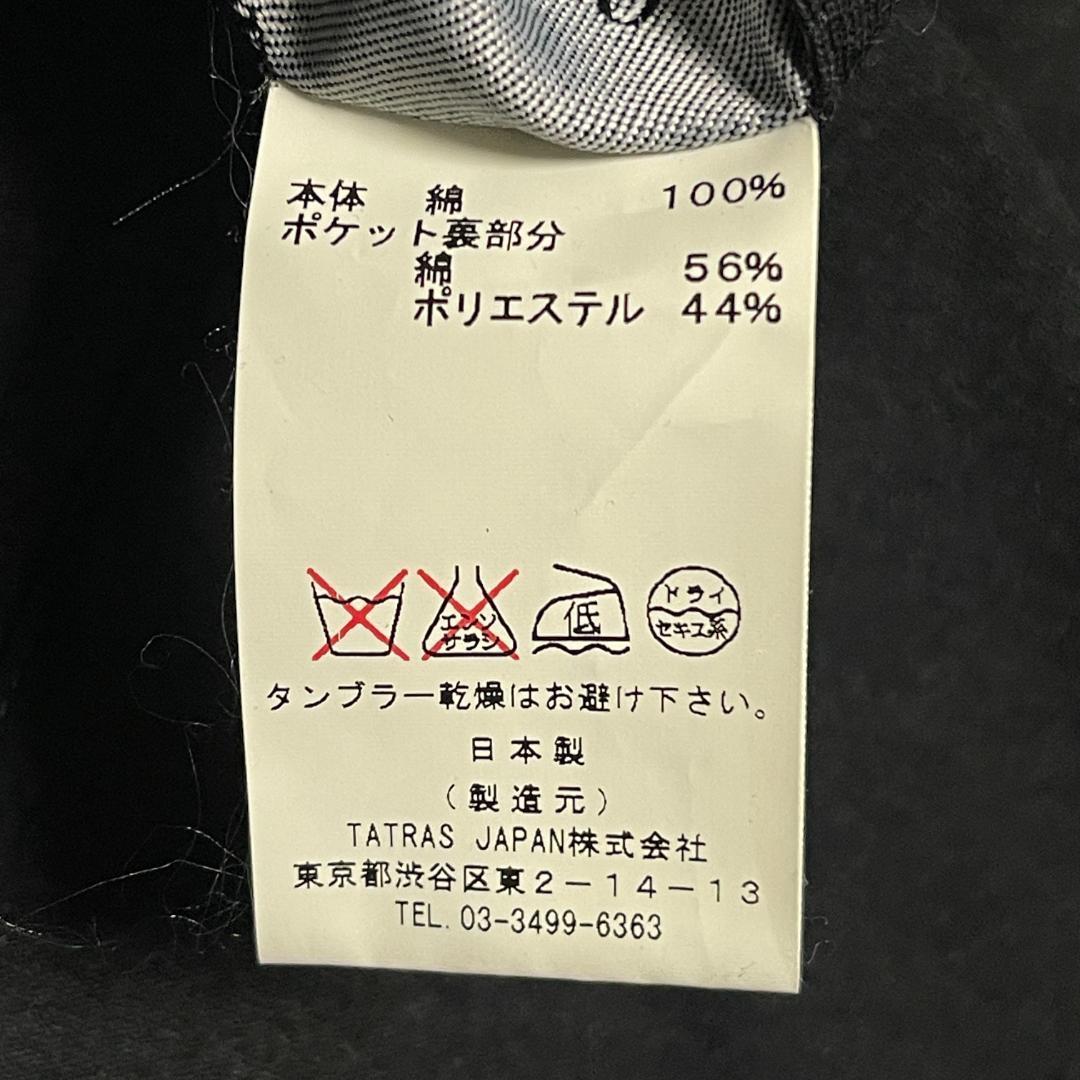 本体 綿 100%
ポケット裏部分
綿 56%
ポリエステル 44%
エンソ
サラシ
低
ドライ
セキユ系
タンブラー乾燥はお避け下さい。
日本製
(製造元)
TATRAS JAPAN株式会社
東京都渋谷区東2-14-13
TEL. 03-3499-6363